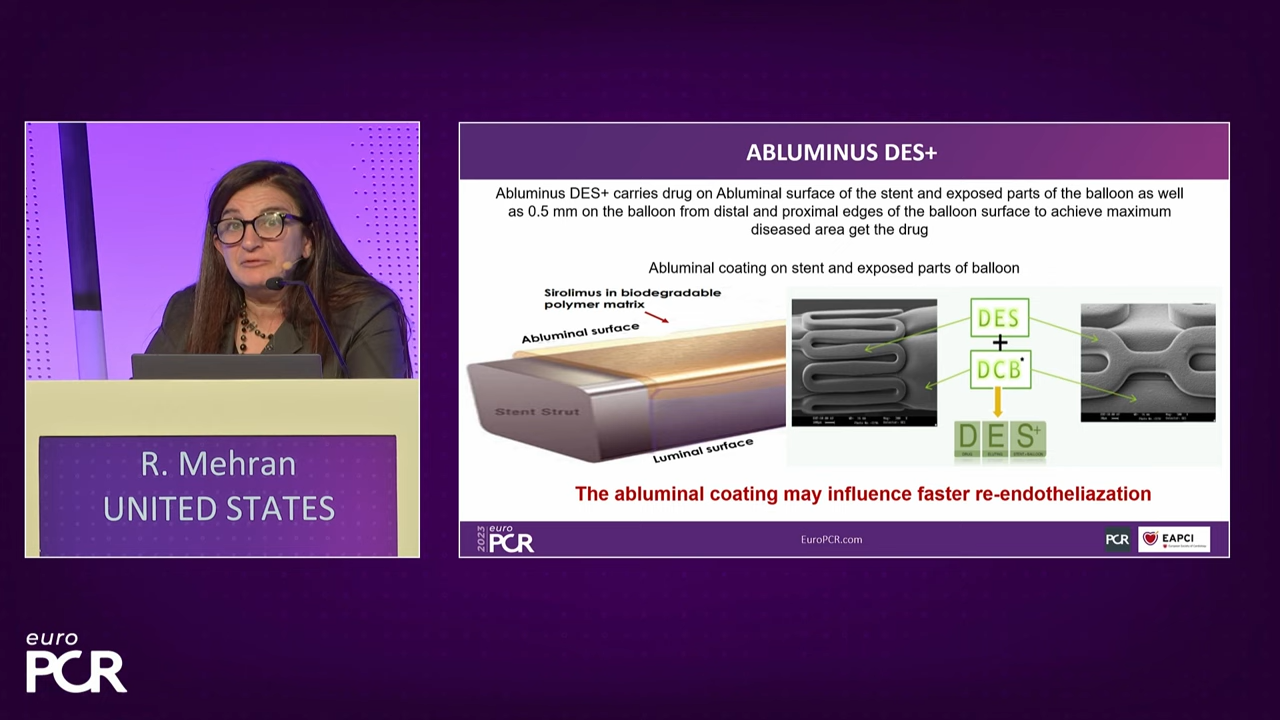 R. Mehran
UNITED STATES
euro
PCR
ABLUMINUS DES+
Abluminus DES+ carries drug on Abluminal surface of the stent and exposed parts of the balloon as well
as 0.5 mm on the balloon from distal and proximal edges of the balloon surface to achieve maximum
diseased area get the drug
Abluminal coating on stent and exposed parts of balloon
Sirolimus in biodegradable
polymer matrix
Abluminal surface
Stent Strut
Luminal surface
DES
+
DCB*
DES+
The abluminal coating may influence faster re-endotheliazation
2023
euro
PCR
EuroPCR.com
PCR
EAPCI